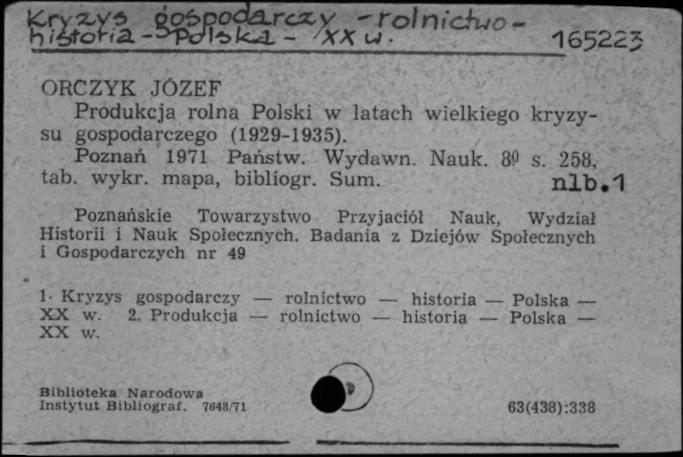 Kryzys gospodarczy - rolnictwo -
historia - Polska - XX w.
165223
ORCZYK JÓZEF
Produkcja rolna Polski w latach wielkiego kryzy-
su gospodarczego (1929-1935).
Poznań 1971 Państw. Wydawn. Nauk. 8º s. 258,
tab. wykr. mapa, bibliogr. Sum. nlb.1
Poznańskie Towarzystwo Przyjaciół Nauk, Wydział
Historii i Nauk Społecznych. Badania z Dziejów Społecznych
i Gospodarczych nr 49
1. Kryzys gospodarczy — rolnictwo — historia — Polska —
XX w. 2. Produkcja — rolnictwo — historia — Polska —
XX w.
Biblioteka Narodowa
Instytut Bibliograf. 7648/71
D
63(438):338